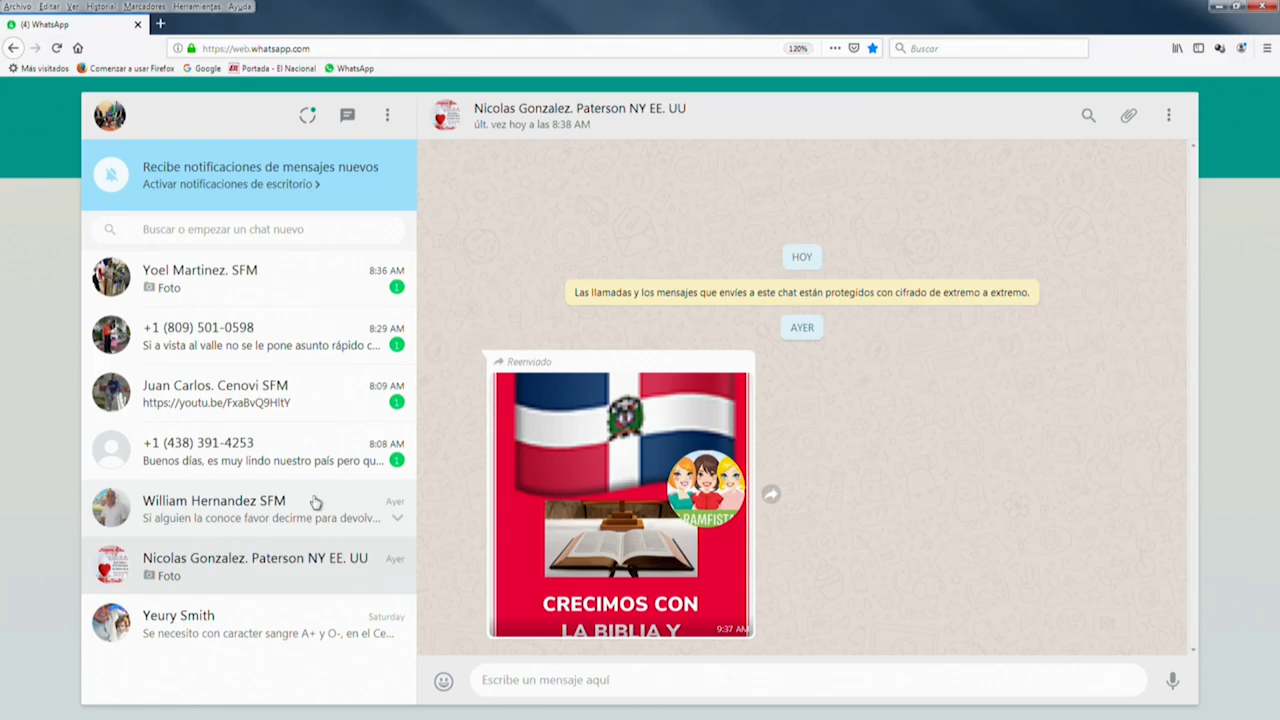 Archivo Editar Ver Historial Marcadores Herramientas Ayuda
(4) WhatsApp
https://web.whatsapp.com
120%
Buscar
Más visitados
Comenzar a usar Firefox
Google
Portada - El Nacional
WhatsApp
Nicolas Gonzalez. Paterson NY EE. UU
últ. vez hoy a las 8:38 AM
Recibe notificaciones de mensajes nuevos
Activar notificaciones de escritorio
Buscar o empezar un chat nuevo
Yoel Martinez. SFM 8:36 AM
Foto 1
+1 (809) 501-0598 8:29 AM
Si a vista al valle no se le pone asunto rápido c... 1
Juan Carlos. Cenovi SFM 8:09 AM
https://youtu.be/FxaBvQ9HltY 1
+1 (438) 391-4253 8:08 AM
Buenos días, es muy lindo nuestro país pero qu... 1
William Hernandez SFM Ayer
Si alguien la conoce favor decirme para devolv...
Nicolas Gonzalez. Paterson NY EE. UU Ayer
Foto
Yeury Smith Saturday
Se necesito con caracter sangre A+ y O-, en el Ce...
HOY
Las llamadas y los mensajes que envíes a este chat están protegidos con cifrado de extremo a extremo.
AYER
Reenviado
RAMFISTA
CRECIMOS CON
LA BIBLIA Y
9:37 AM
Escribe un mensaje aquí